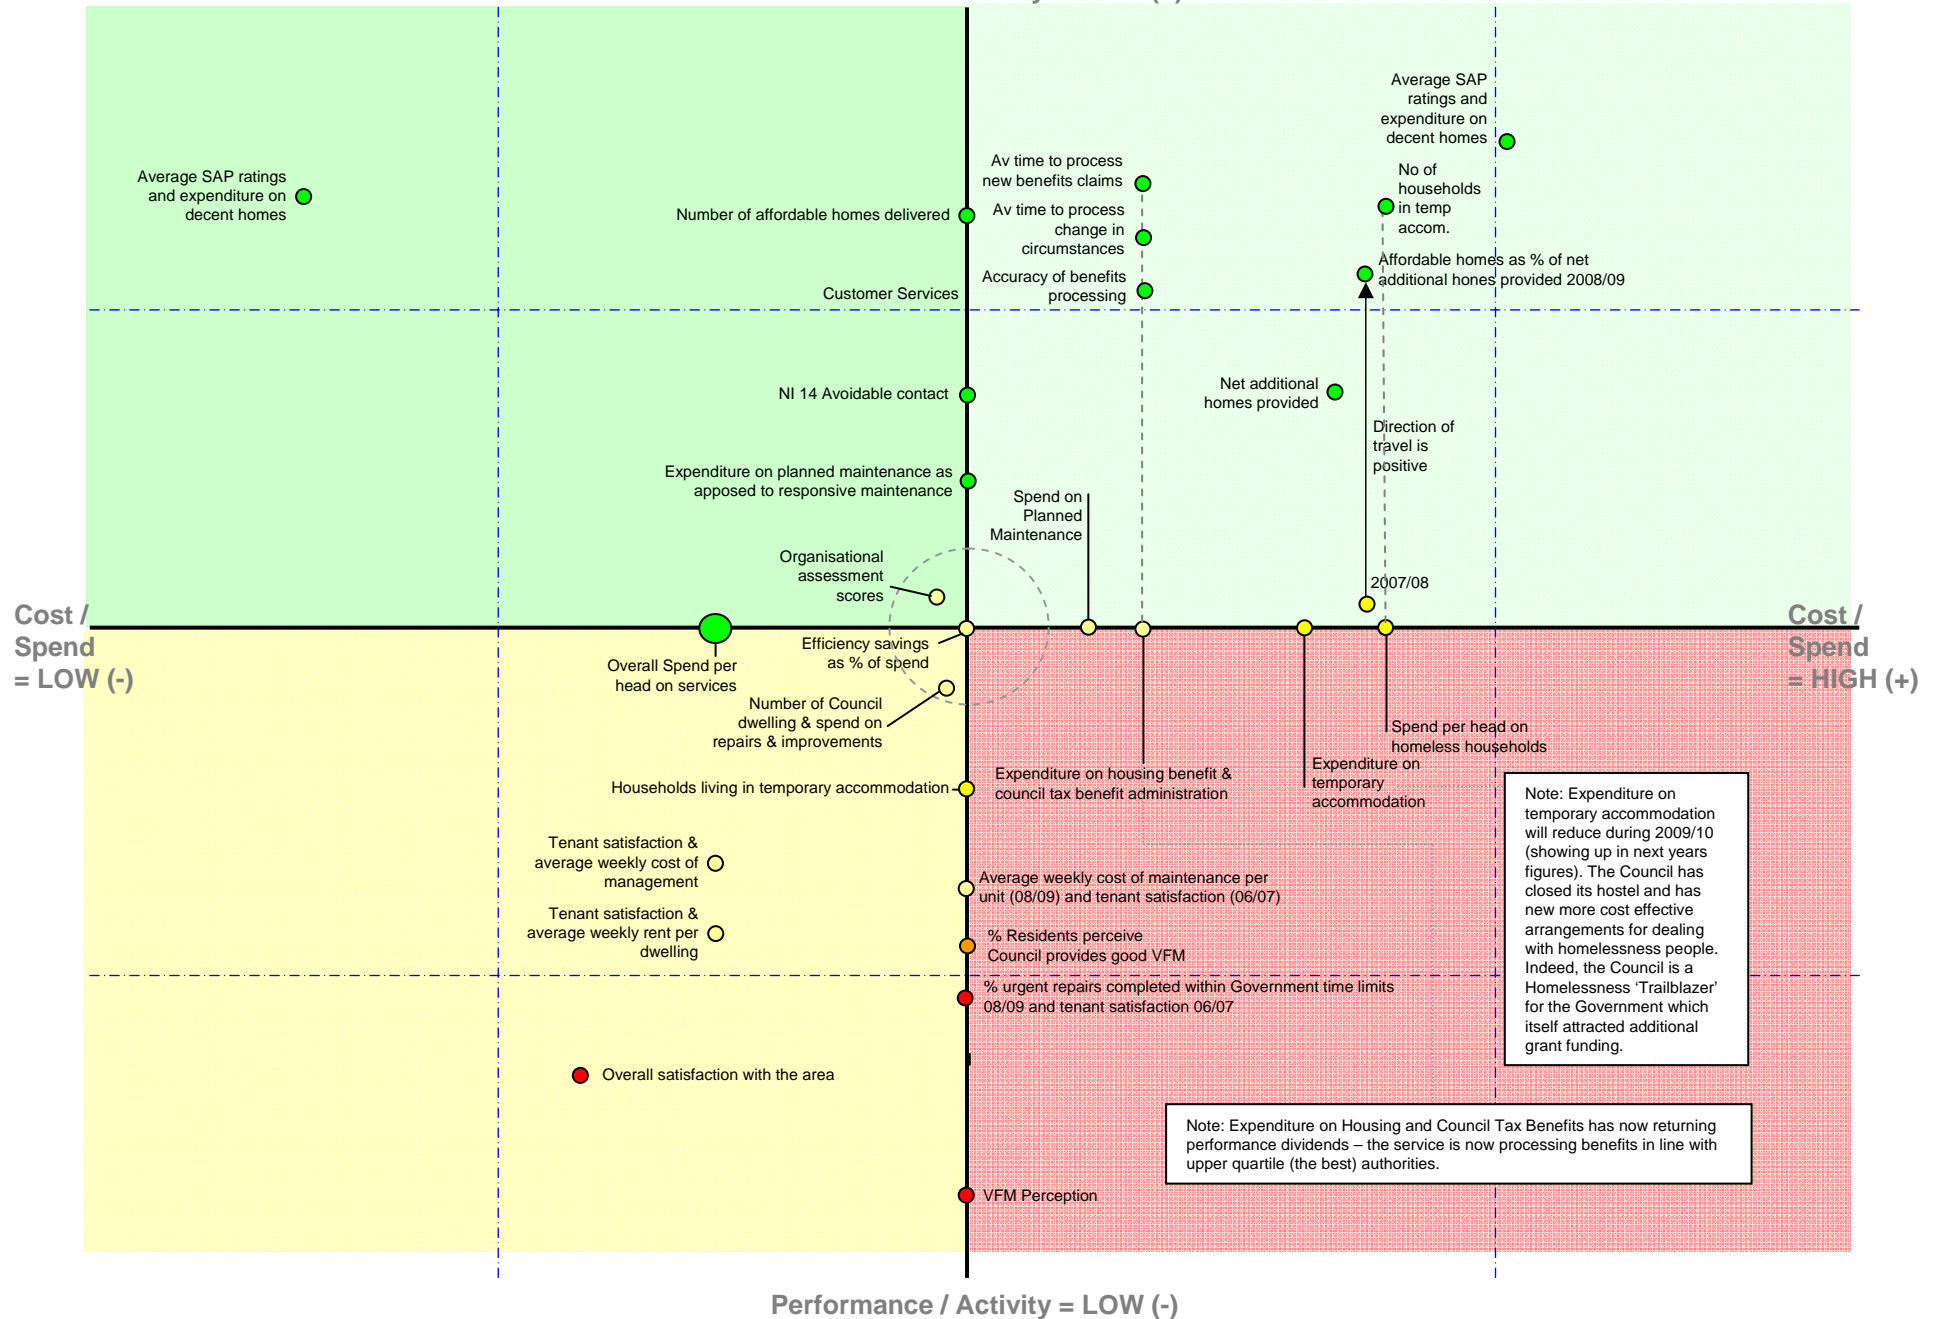 Average SAP
ratings and
expenditure on
decent homes
Av time to process
new benefits claims
No of
households
in temp
accom.
Average SAP ratings
and expenditure on
decent homes
Number of affordable homes delivered
Av time to process
change in
circumstances
Affordable homes as % of net
additional hones provided 2008/09
Accuracy of benefits
processing
Customer Services
NI 14 Avoidable contact
Net additional
homes provided
Direction of
travel is
positive
Expenditure on planned maintenance as
apposed to responsive maintenance
Spend on
Planned
Maintenance
Organisational
assessment
scores
2007/08
Cost /
Spend
= LOW (-)
Cost /
Spend
= HIGH (+)
Efficiency savings
as % of spend
Overall Spend per
head on services
Number of Council
dwelling & spend on
repairs & improvements
Spend per head on
homeless households
Expenditure on
temporary
accommodation
Expenditure on housing benefit &
council tax benefit administration
Households living in temporary accommodation
Note: Expenditure on
temporary accommodation
will reduce during 2009/10
(showing up in next years
figures). The Council has
closed its hostel and has
new more cost effective
arrangements for dealing
with homelessness people.
Indeed, the Council is a
Homelessness ‘Trailblazer’
for the Government which
itself attracted additional
grant funding.
Tenant satisfaction &
average weekly cost of
management
Average weekly cost of maintenance per
unit (08/09) and tenant satisfaction (06/07)
Tenant satisfaction &
average weekly rent per
dwelling
% Residents perceive
Council provides good VFM
% urgent repairs completed within Government time limits
08/09 and tenant satisfaction 06/07
Overall satisfaction with the area
Note: Expenditure on Housing and Council Tax Benefits has now returning
performance dividends – the service is now processing benefits in line with
upper quartile (the best) authorities.
VFM Perception
Performance / Activity = LOW (-)